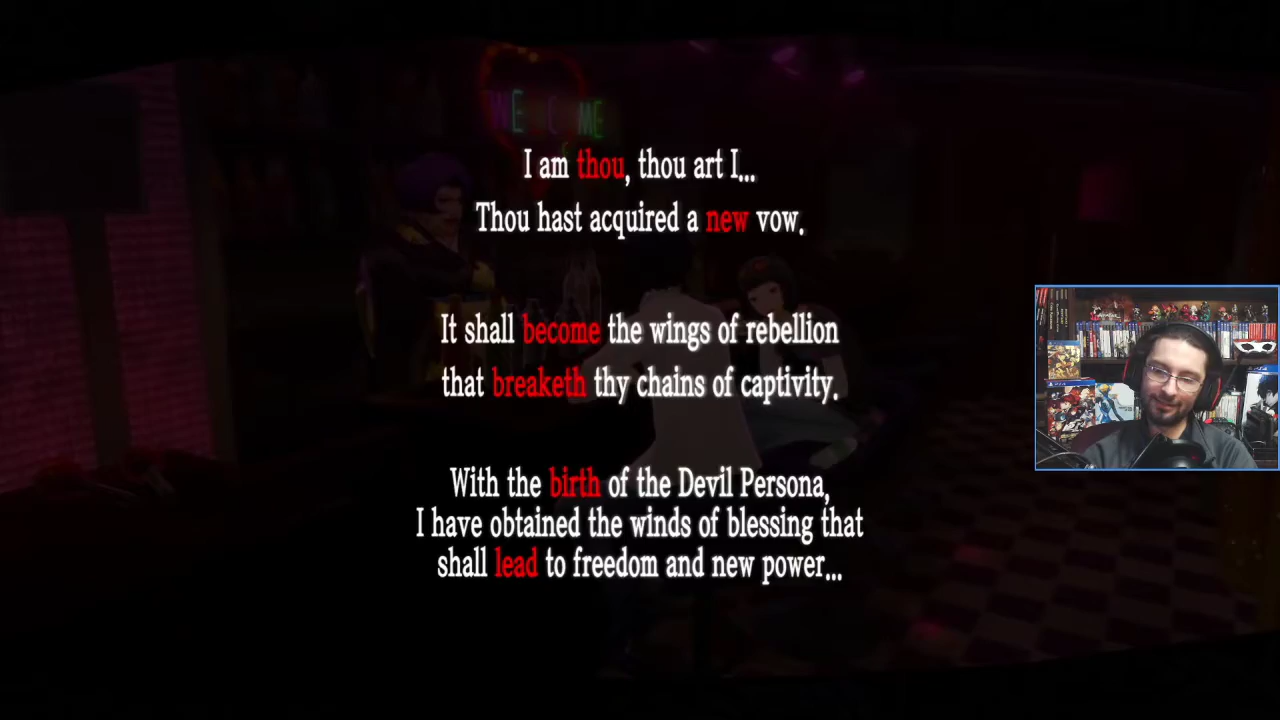 WELCOME
I am thou, thou art I...
Thou hast acquired a new vow.
It shall become the wings of rebellion
that breaketh thy chains of captivity.
With the birth of the Devil Persona,
I have obtained the winds of blessing that
shall lead to freedom and new power...